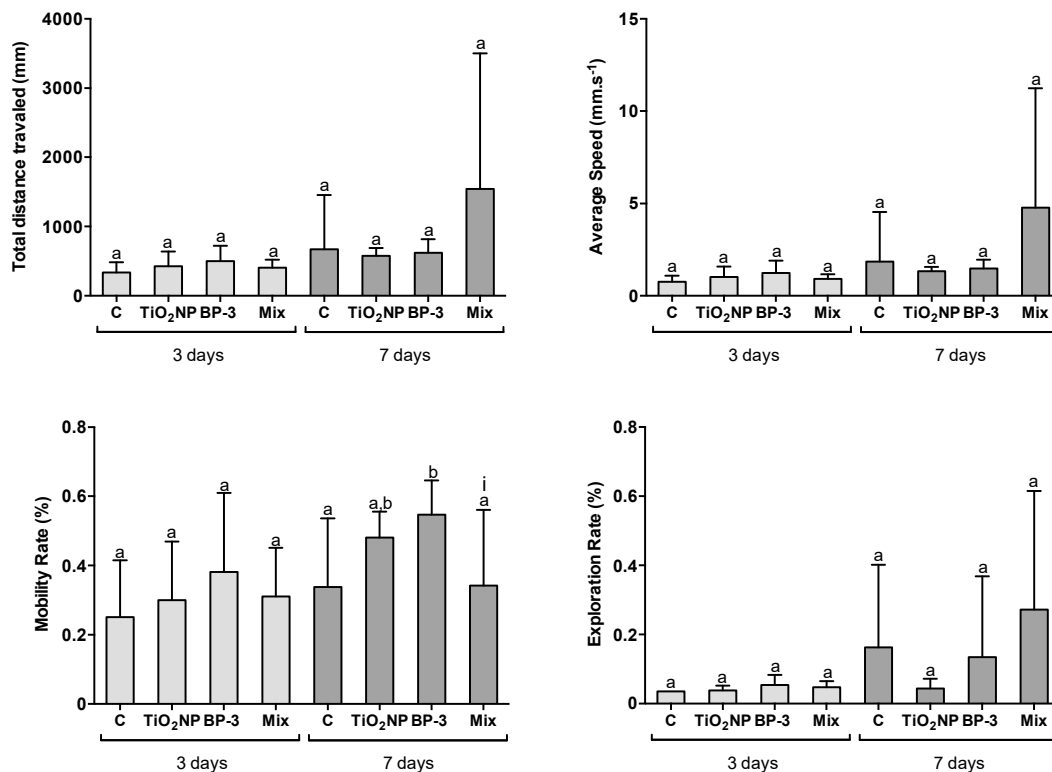 Total distance travaled (mm)
4000
3000
2000
1000
0
a a a a a a a a
C TiO₂NP BP-3 Mix C TiO₂NP BP-3 Mix
3 days 7 days
Average Speed (mm.s⁻¹)
15
10
5
0
a a a a a a a a
C TiO₂NP BP-3 Mix C TiO₂NP BP-3 Mix
3 days 7 days
Mobility Rate (%)
0.8
0.6
0.4
0.2
0.0
a a a a a a,b b i
a
C TiO₂NP BP-3 Mix C TiO₂NP BP-3 Mix
3 days 7 days
Exploration Rate (%)
0.8
0.6
0.4
0.2
0.0
a a a a a a a a
C TiO₂NP BP-3 Mix C TiO₂NP BP-3 Mix
3 days 7 days